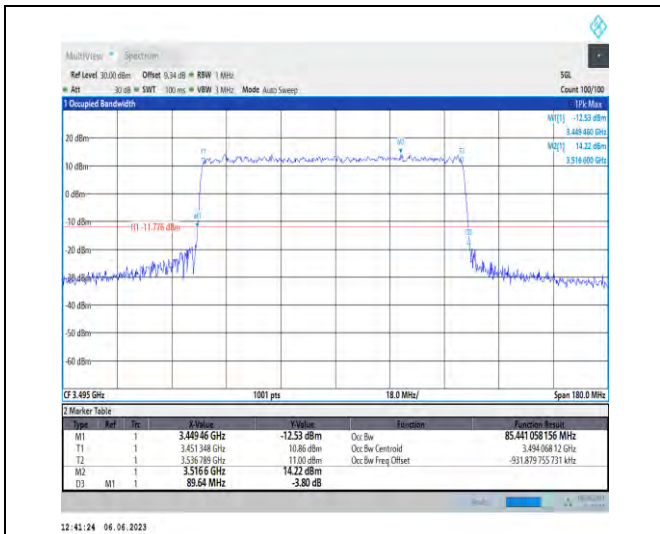 MultiView Spectrum
Ref Level 30.00 dBm Offset 9.34 dB RBW 1 MHz SGL
Att 30 dB SWT 100 ms VBW 1 MHz Mode Auto Sweep Count 100/100
1 Occupied Bandwidth 1Pk Max
M1[1] -12.53 dBm
3.449 460 GHz
M2[1] 14.22 dBm
3.516 600 GHz
20 dBm
10 dBm
0 dBm
-10 dBm
-20 dBm
-30 dBm
-40 dBm
-50 dBm
-60 dBm
T1
M2
T2
M1
H1 -11.776 dBm
D3
CF 3.495 GHz 1001 pts 18.0 MHz/ Span 180.0 MHz
2 Marker Table
Type Ref Trc X-Value Y-Value Function Function Result
M1 1 3.449 46 GHz -12.53 dBm Occ Bw 85.441 058 156 MHz
T1 1 3.451 348 GHz 10.86 dBm Occ Bw Centroid 3.494 068 12 GHz
T2 1 3.536 789 GHz 11.00 dBm Occ Bw Freq Offset -931.879 755 731 kHz
M2 1 3.516 6 GHz 14.22 dBm
D3 M1 1 89.64 MHz -3.80 dB
12:41:24 06.06.2023